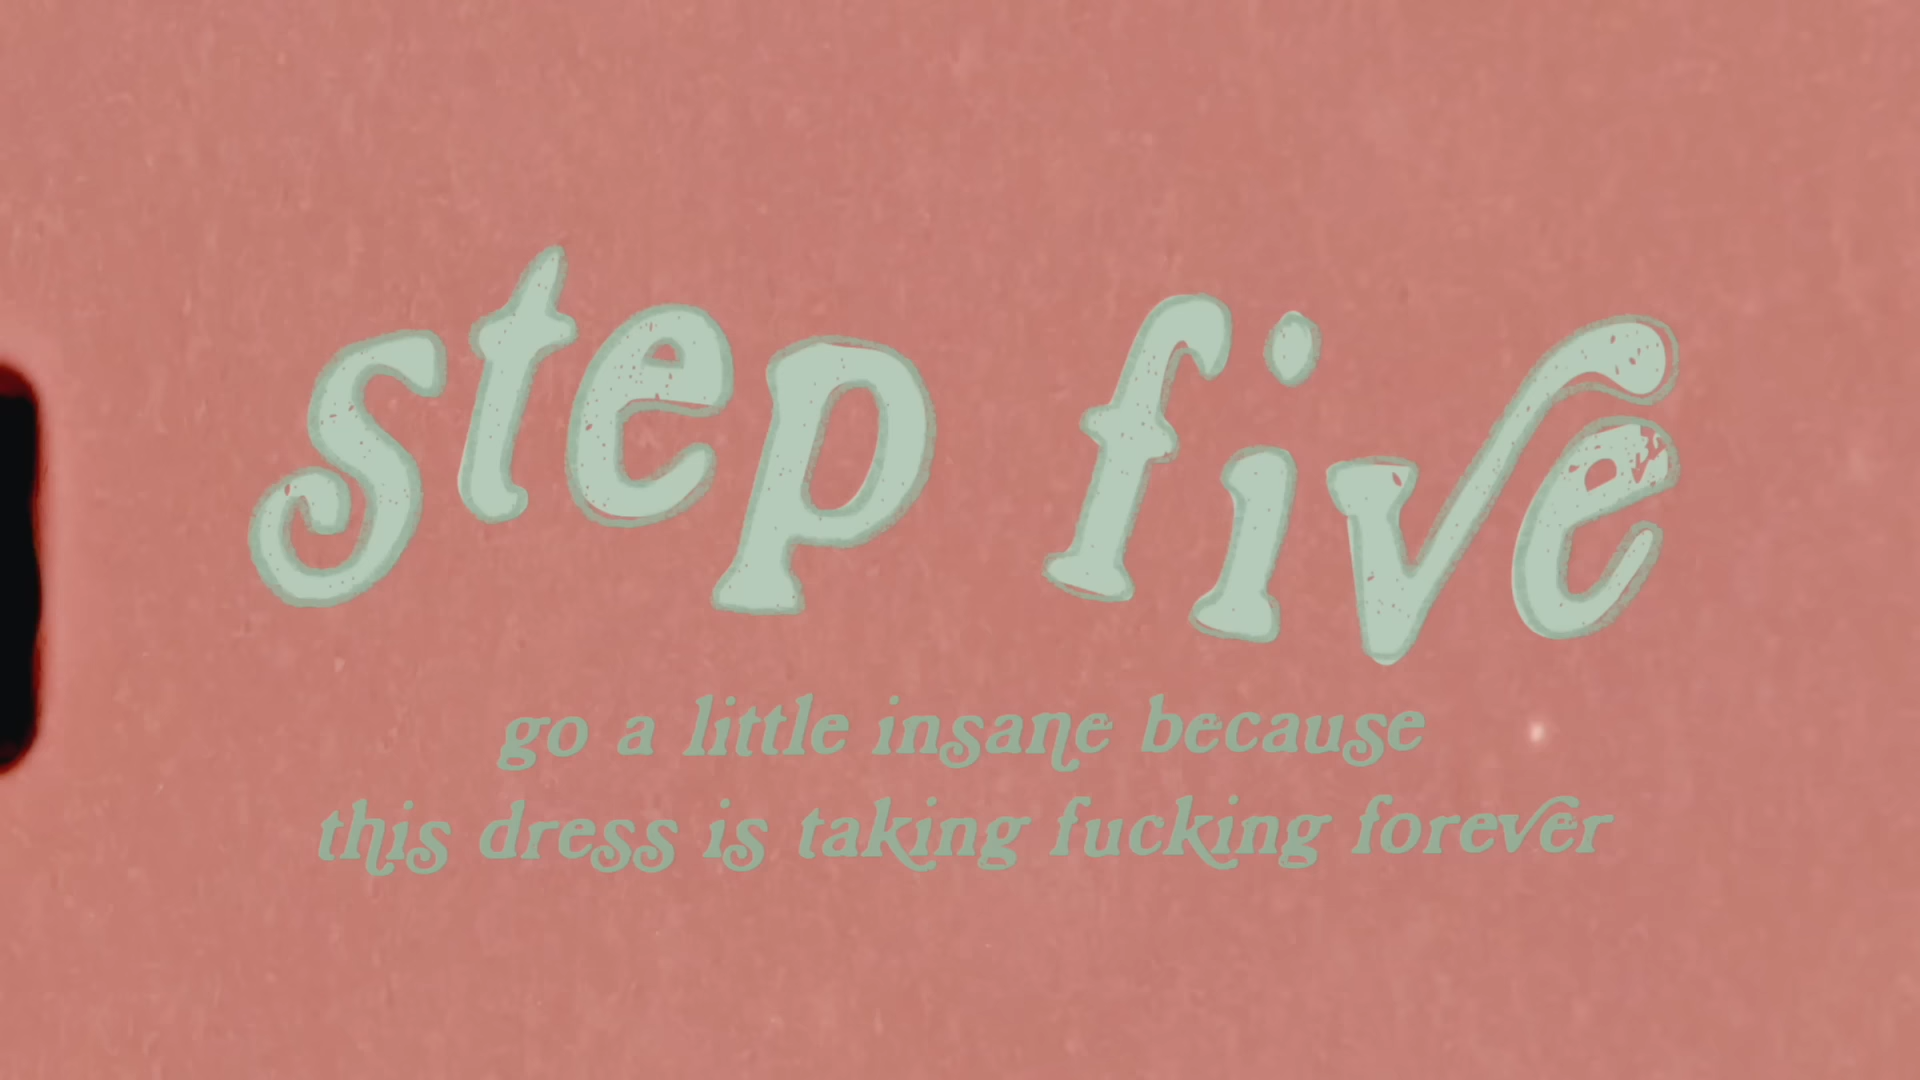 step five
go a little insane because
this dress is taking fucking forever